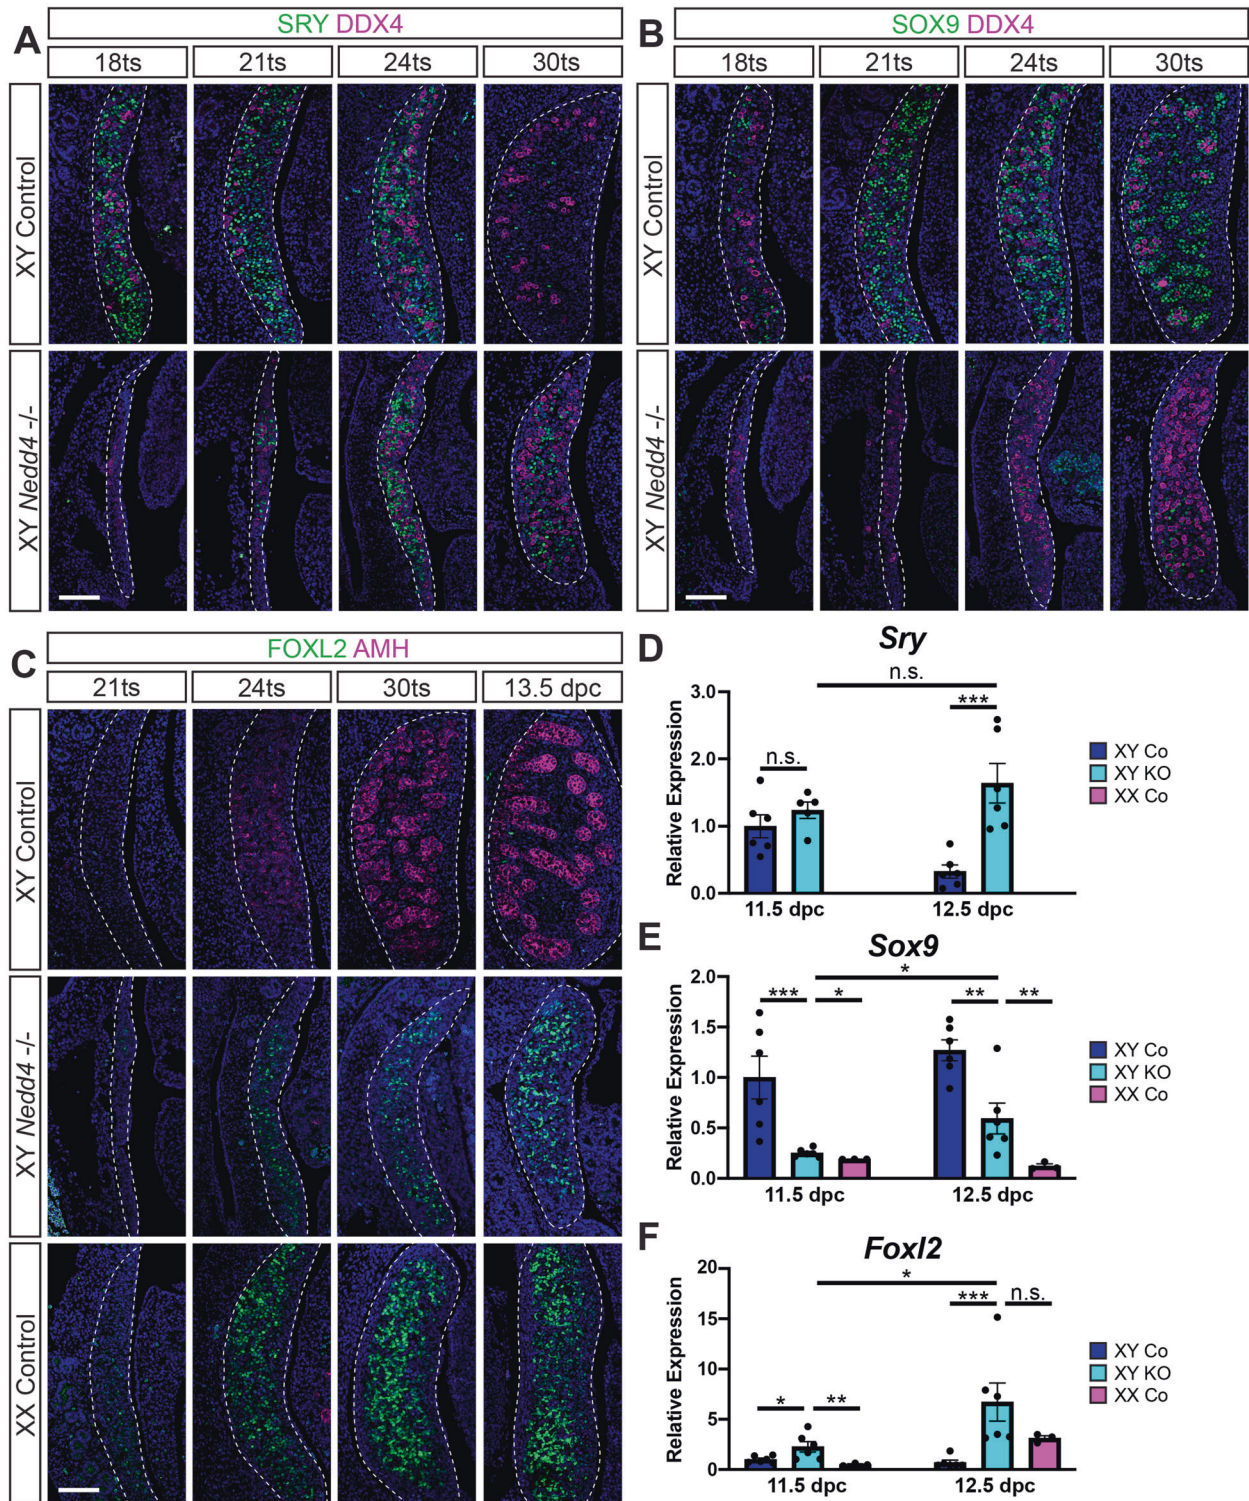 A
SRY DDX4
18ts 21ts 24ts 30ts
XY Control
XY Nedd4 -/-
B
SOX9 DDX4
18ts 21ts 24ts 30ts
XY Control
XY Nedd4 -/-
C
FOXL2 AMH
21ts 24ts 30ts 13.5 dpc
XY Control
XY Nedd4 -/-
XX Control
D
Sry
Relative Expression
3.0
2.0
1.0
0.0
n.s.
n.s.
***
11.5 dpc 12.5 dpc
XY Co
XY KO
XX Co
E
Sox9
Relative Expression
2.0
1.5
1.0
0.5
0.0
*
*** * ** **
11.5 dpc 12.5 dpc
XY Co
XY KO
XX Co
F
Foxl2
Relative Expression
20
15
10
5
0
*
*** n.s.
* **
11.5 dpc 12.5 dpc
XY Co
XY KO
XX Co